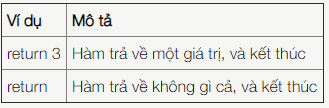 Ví dụ Mô tả
return 3 Hàm trả về một giá trị, và kết thúc
return Hàm trả về không gì cả, và kết thúc